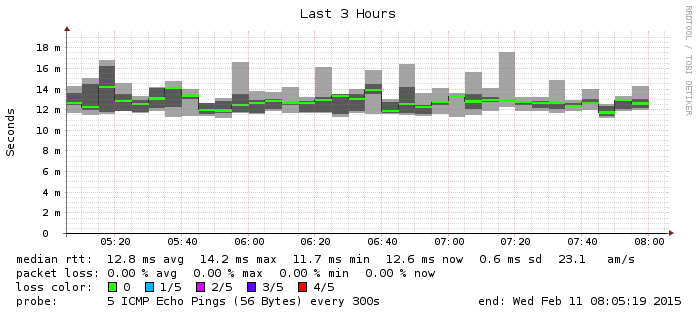 Last 3 Hours
RRDTOOL / TOBI OETIKER
Seconds
18 m
16 m
14 m
12 m
10 m
8 m
6 m
4 m
2 m
0
05:20 05:40 06:00 06:20 06:40 07:00 07:20 07:40 08:00
median rtt: 12.8 ms avg 14.2 ms max 11.7 ms min 12.6 ms now 0.6 ms sd 23.1 am/s
packet loss: 0.00 % avg 0.00 % max 0.00 % min 0.00 % now
loss color: 0 1/5 2/5 3/5 4/5
probe: 5 ICMP Echo Pings (56 Bytes) every 300s end: Wed Feb 11 08:05:19 2015